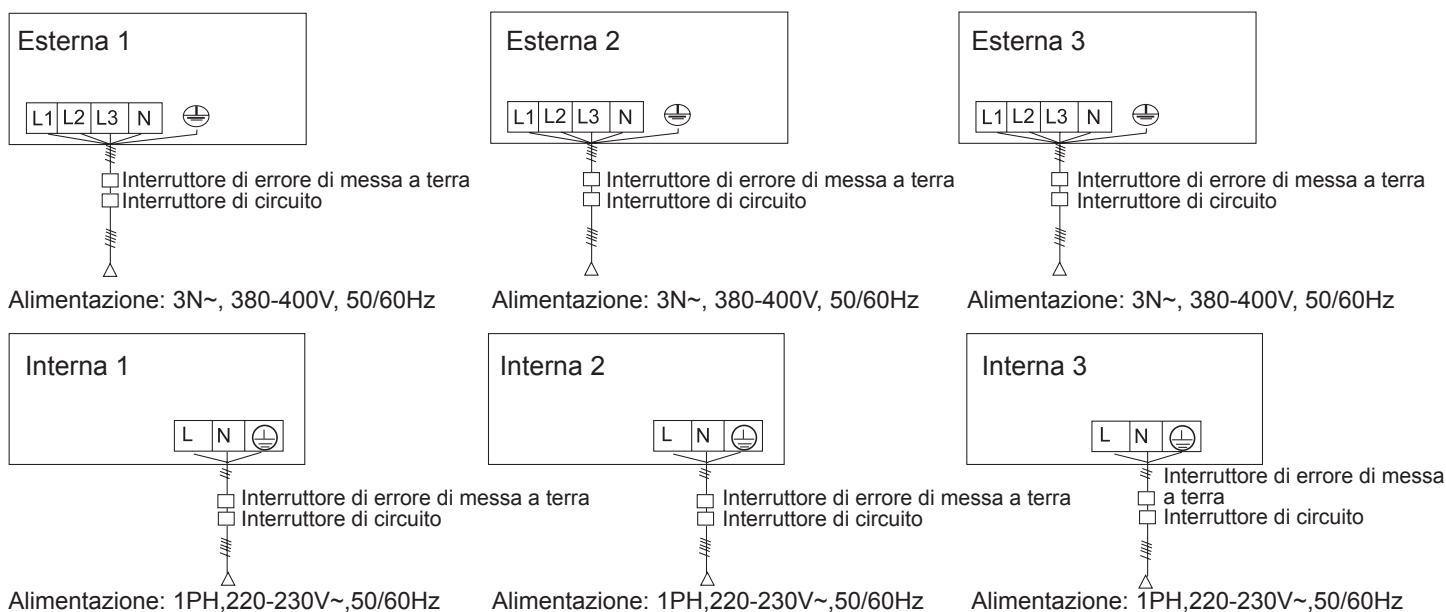 Esterna 1
Esterna 2
Esterna 3
L1 L2 L3 N
L1 L2 L3 N
L1 L2 L3 N
Interruttore di errore di messa a terra
Interruttore di circuito
Interruttore di errore di messa a terra
Interruttore di circuito
Interruttore di errore di messa a terra
Interruttore di circuito
Alimentazione: 3N~, 380-400V, 50/60Hz
Alimentazione: 3N~, 380-400V, 50/60Hz
Alimentazione: 3N~, 380-400V, 50/60Hz
Interna 1
Interna 2
Interna 3
L N
L N
L N
Interruttore di errore di messa a terra
Interruttore di circuito
Interruttore di errore di messa a terra
Interruttore di circuito
Interruttore di errore di messa
a terra
Interruttore di circuito
Alimentazione: 1PH,220-230V~,50/60Hz
Alimentazione: 1PH,220-230V~,50/60Hz
Alimentazione: 1PH,220-230V~,50/60Hz